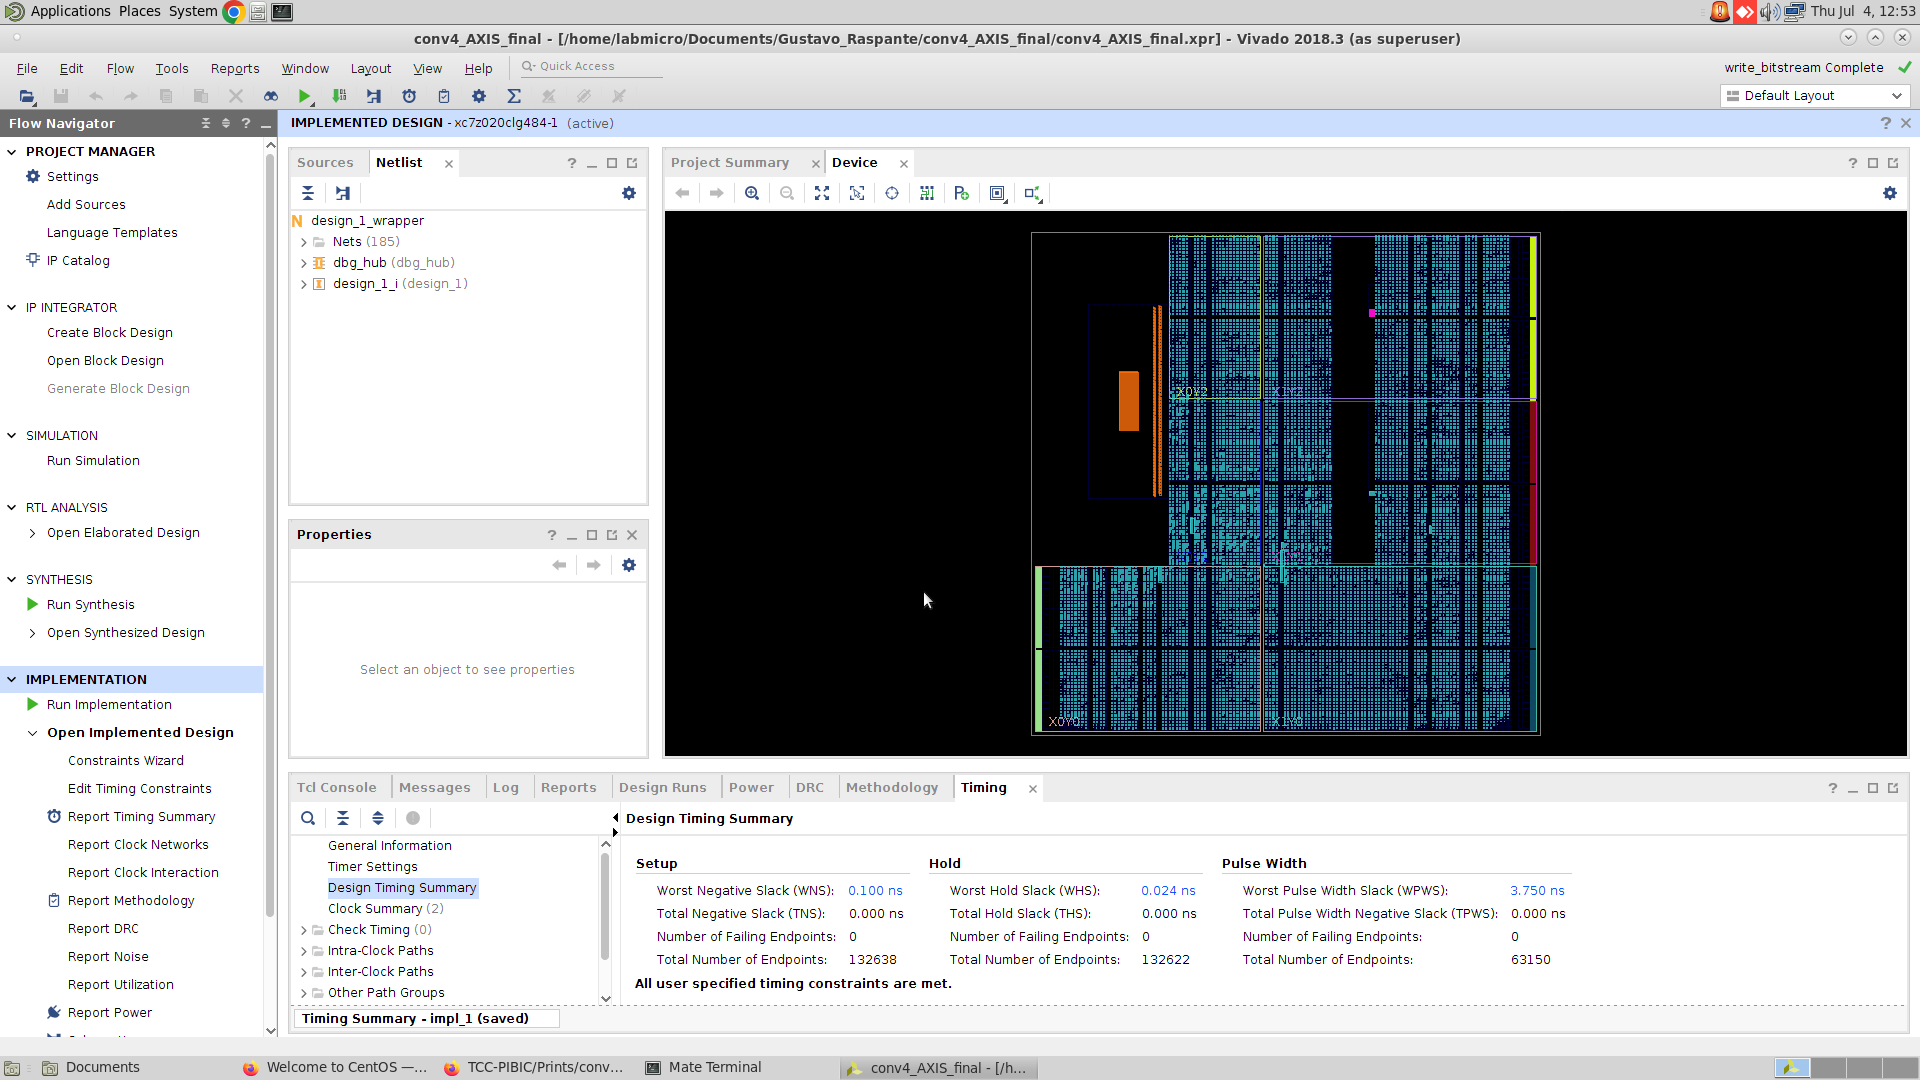 Applications Places System
Thu Jul 4, 12:53
conv4_AXIS_final - [/home/labmicro/Documents/Gustavo_Raspante/conv4_AXIS_final/conv4_AXIS_final.xpr] - Vivado 2018.3 (as superuser)
File Edit Flow Tools Reports Window Layout View Help
Quick Access
write_bitstream Complete
Default Layout
Flow Navigator
IMPLEMENTED DESIGN - xc7z020clg484-1 (active)
PROJECT MANAGER
Settings
Add Sources
Language Templates
IP Catalog
IP INTEGRATOR
Create Block Design
Open Block Design
Generate Block Design
SIMULATION
Run Simulation
RTL ANALYSIS
Open Elaborated Design
SYNTHESIS
Run Synthesis
Open Synthesized Design
IMPLEMENTATION
Run Implementation
Open Implemented Design
Constraints Wizard
Edit Timing Constraints
Report Timing Summary
Report Clock Networks
Report Clock Interaction
Report Methodology
Report DRC
Report Noise
Report Utilization
Report Power
Sources Netlist
design_1_wrapper
Nets (185)
dbg_hub (dbg_hub)
design_1_i (design_1)
Properties
Select an object to see properties
Project Summary Device
X0Y2 X1Y2
X0Y0 X1Y0
Tcl Console Messages Log Reports Design Runs Power DRC Methodology Timing
General Information
Timer Settings
Design Timing Summary
Clock Summary (2)
Check Timing (0)
Intra-Clock Paths
Inter-Clock Paths
Other Path Groups
Design Timing Summary
Setup Hold Pulse Width
Worst Negative Slack (WNS): 0.100 ns Worst Hold Slack (WHS): 0.024 ns Worst Pulse Width Slack (WPWS): 3.750 ns
Total Negative Slack (TNS): 0.000 ns Total Hold Slack (THS): 0.000 ns Total Pulse Width Negative Slack (TPWS): 0.000 ns
Number of Failing Endpoints: 0 Number of Failing Endpoints: 0 Number of Failing Endpoints: 0
Total Number of Endpoints: 132638 Total Number of Endpoints: 132622 Total Number of Endpoints: 63150
All user specified timing constraints are met.
Timing Summary - impl_1 (saved)
Documents
Welcome to CentOS —...
TCC-PIBIC/Prints/conv...
Mate Terminal
conv4_AXIS_final - [/h...